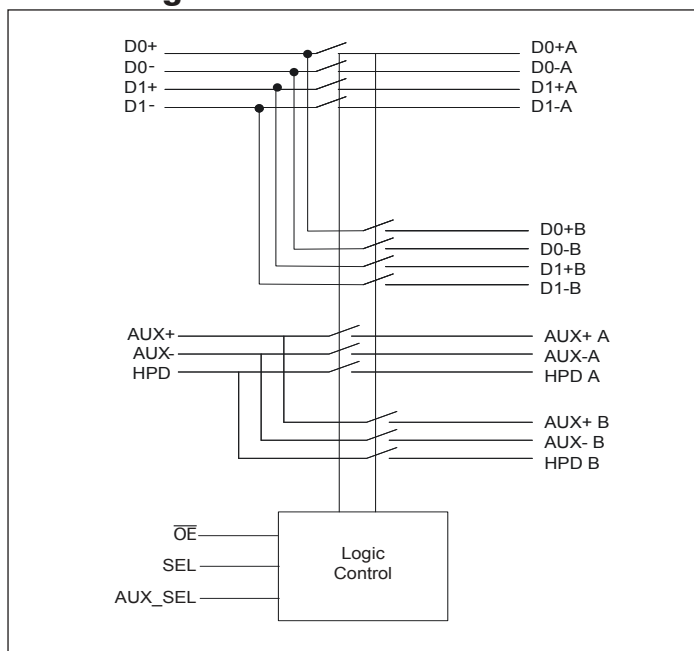 D0+ D0+A
D0- D0-A
D1+ D1+A
D1- D1-A
D0+B
D0-B
D1+B
D1-B
AUX+ AUX+ A
AUX- AUX-A
HPD HPD A
AUX+ B
AUX- B
HPD B
OE
SEL
AUX_SEL
Logic
Control